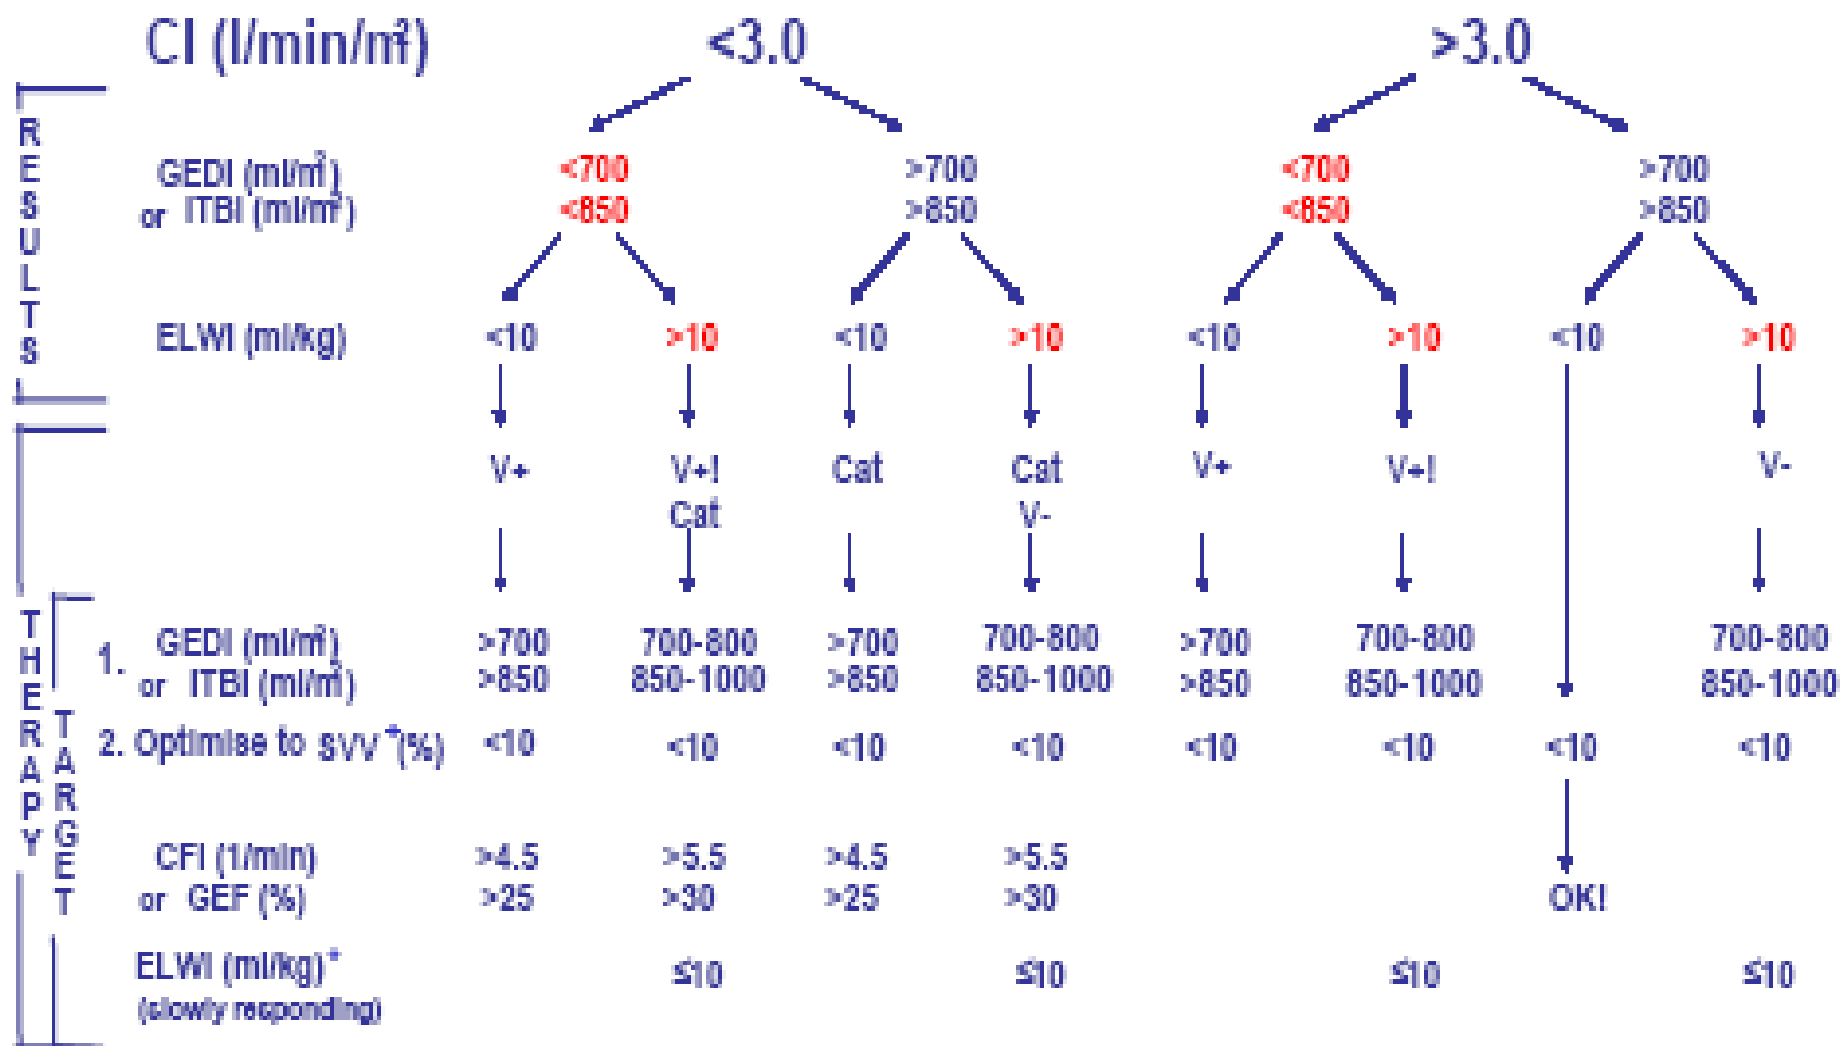 CI (l/min/m²) <3.0 >3.0
RESULTS
GEDI (ml/m²) <700 >700 <700 >700
or ITBI (ml/m²) <850 >850 <850 >850
ELWI (ml/kg) <10 >10 <10 >10 <10 >10 <10 >10
V+ V+! Cat Cat V+ V+! V-
Cat V-
THERAPY
TARGET
1. GEDI (ml/m²) >700 700-800 >700 700-800 >700 700-800 700-800
or ITBI (ml/m²) >850 850-1000 >850 850-1000 >850 850-1000 850-1000
2. Optimise to SVV+(%) <10 <10 <10 <10 <10 <10 <10 <10
CFI (1/min) >4.5 >5.5 >4.5 >5.5
or GEF (%) >25 >30 >25 >30 OK!
ELWI (ml/kg)+ ≤10 ≤10 ≤10 ≤10
(slowly responding)